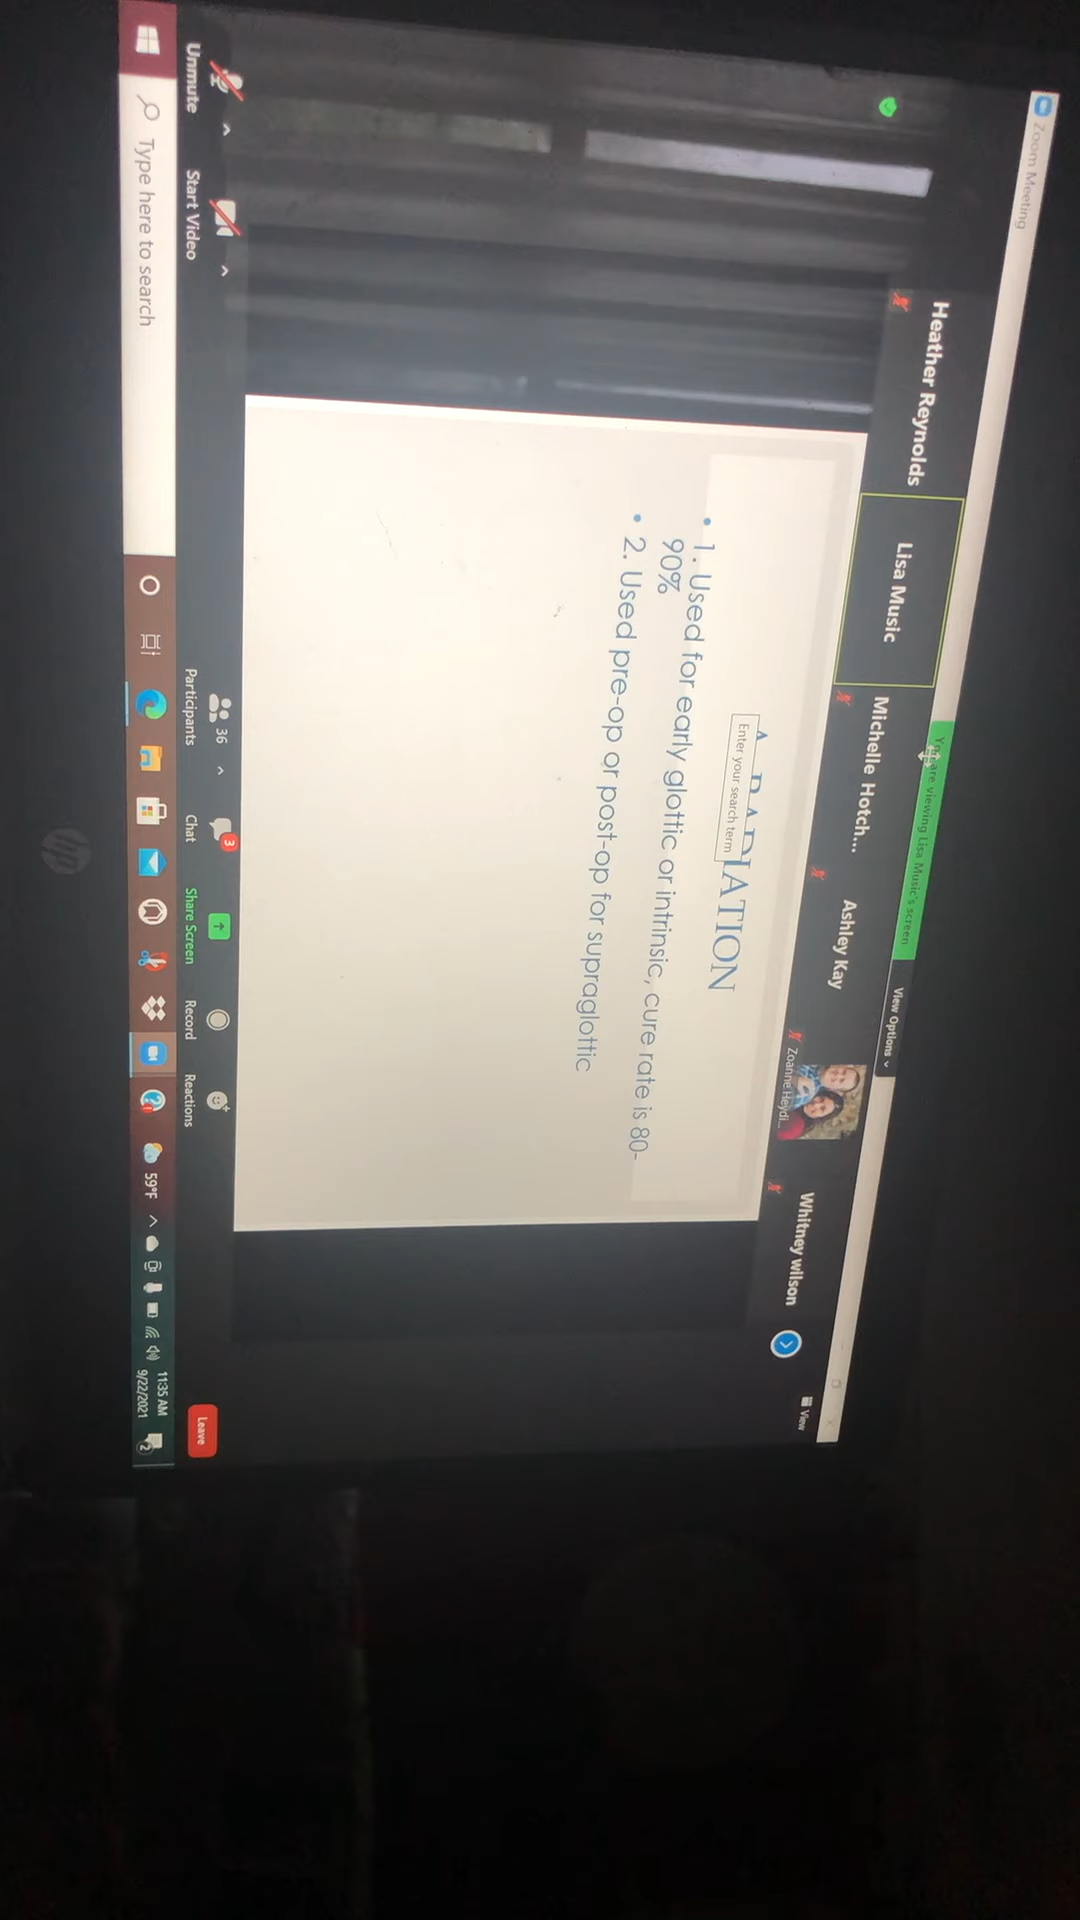 Zoom Meeting
You are viewing Lisa Music's screen
View Options
View
Heather Reynolds
Lisa Music
Michelle Hotch...
Ashley Kay
Zoanne Heydi...
Whitney wilson
A. RADIATION
Enter your search term
• 1. Used for early glottic or intrinsic, cure rate is 80-
90%
• 2. Used pre-op or post-op for supraglottic
Unmute
Start Video
36
Participants
3
Chat
Share Screen
Record
Reactions
Leave
Type here to search
59°F
11:35 AM
9/22/2021
2
hp